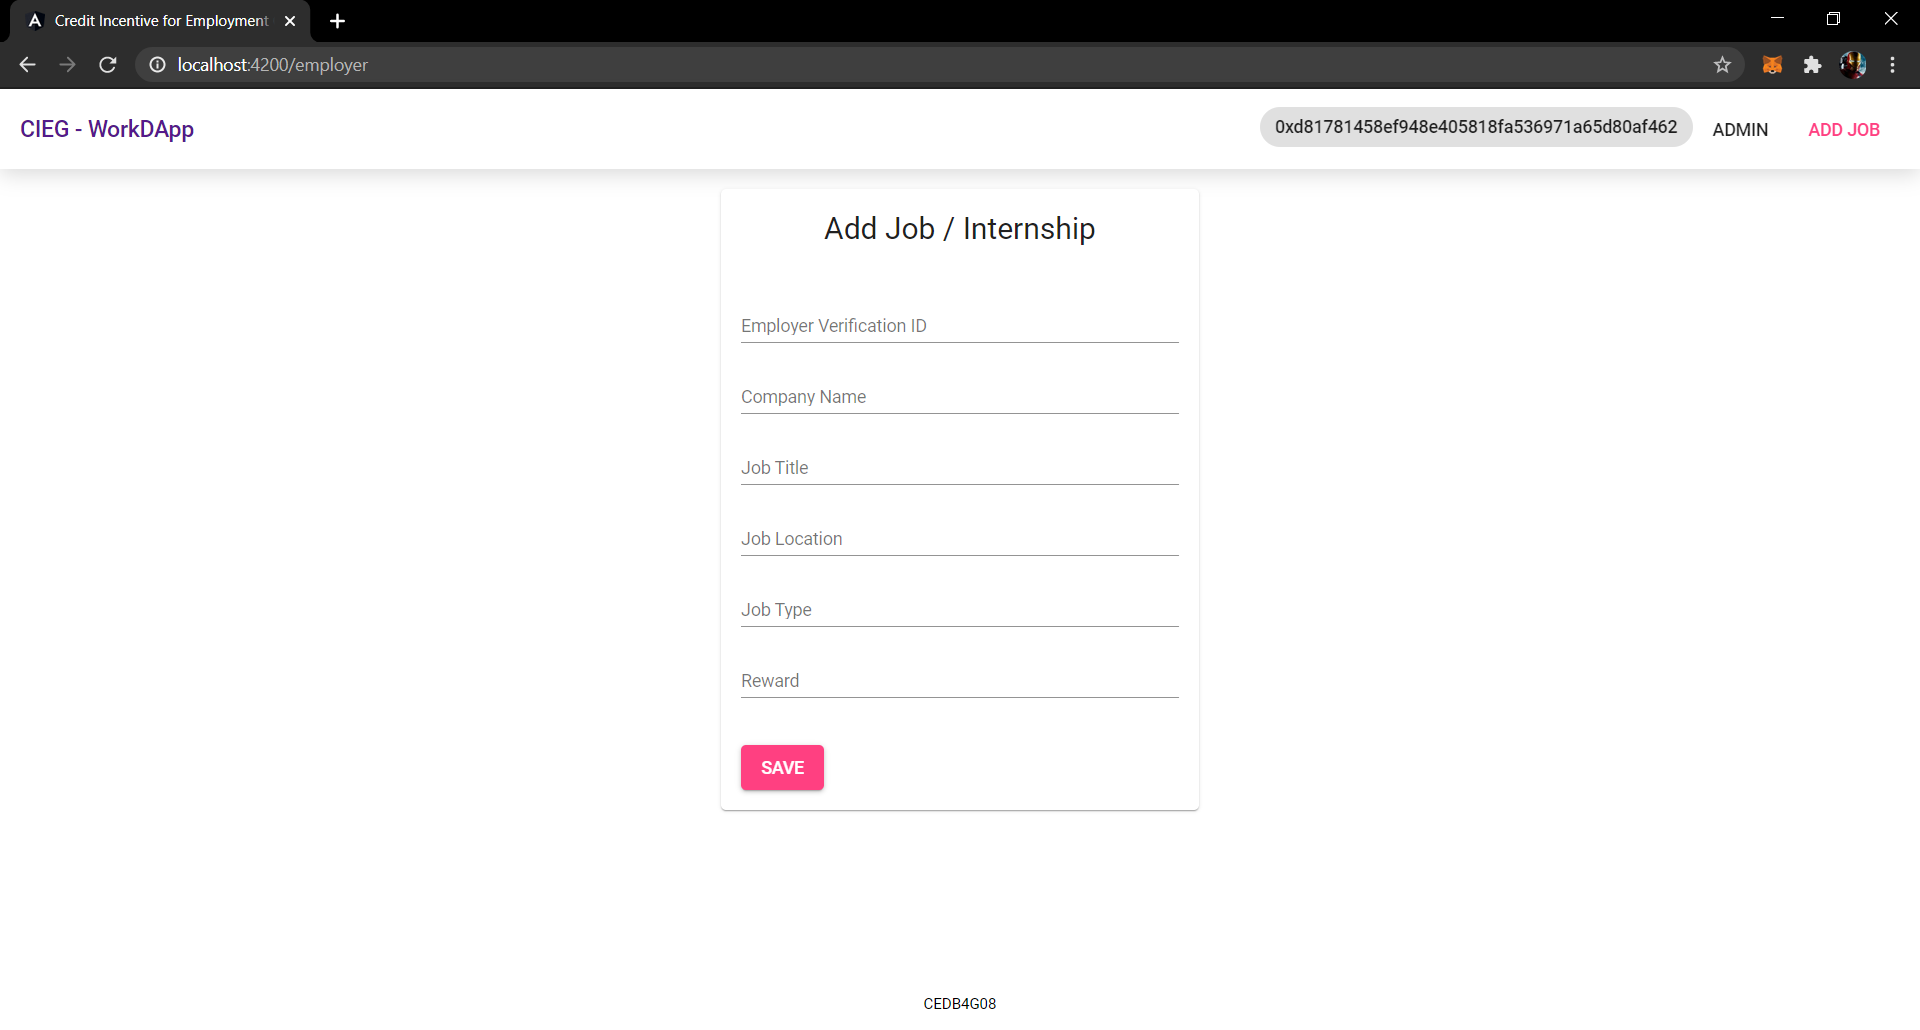 Credit Incentive for Employment
localhost:4200/employer
CIEG - WorkDApp
0xd81781458ef948e405818fa536971a65d80af462
ADMIN
ADD JOB
Add Job / Internship
Employer Verification ID
Company Name
Job Title
Job Location
Job Type
Reward
SAVE
CEDB4G08